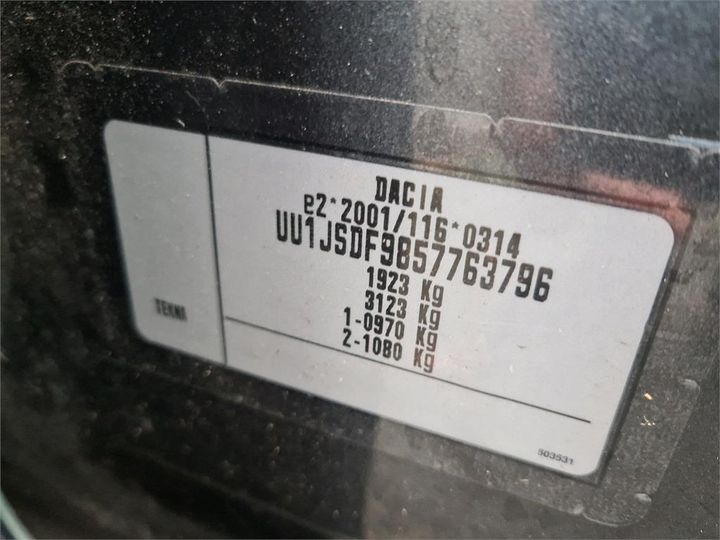 DACIA
e2*2001/116*0314
UU1JSDF9857763796
1923 Kg
3123 Kg
1-0970 Kg
2-1080 Kg
TEKNI
503531